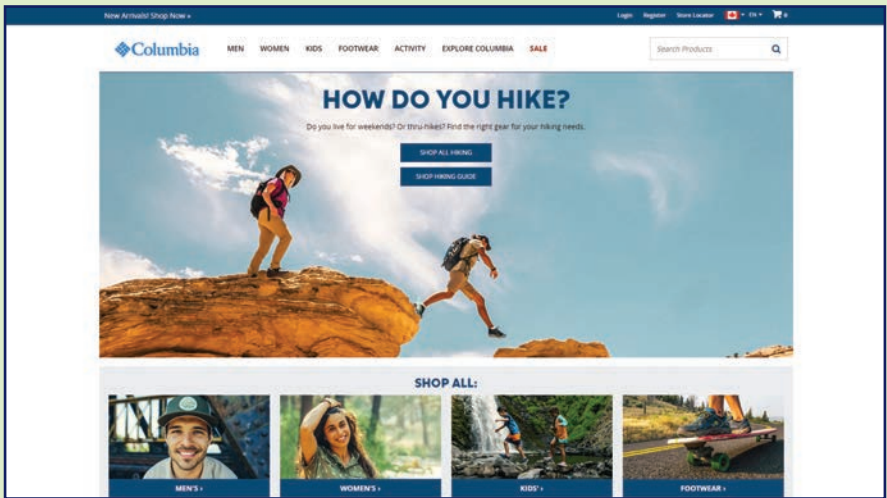 New Arrivals! Shop Now »
Login Register Store Locator EN 0
Columbia MEN WOMEN KIDS FOOTWEAR ACTIVITY EXPLORE COLUMBIA SALE Search Products
HOW DO YOU HIKE?
Do you live for weekends? Or thru-hikes? Find the right gear for your hiking needs.
SHOP ALL HIKING
SHOP HIKING GUIDE
SHOP ALL:
MEN'S ›
WOMEN'S ›
KIDS' ›
FOOTWEAR ›